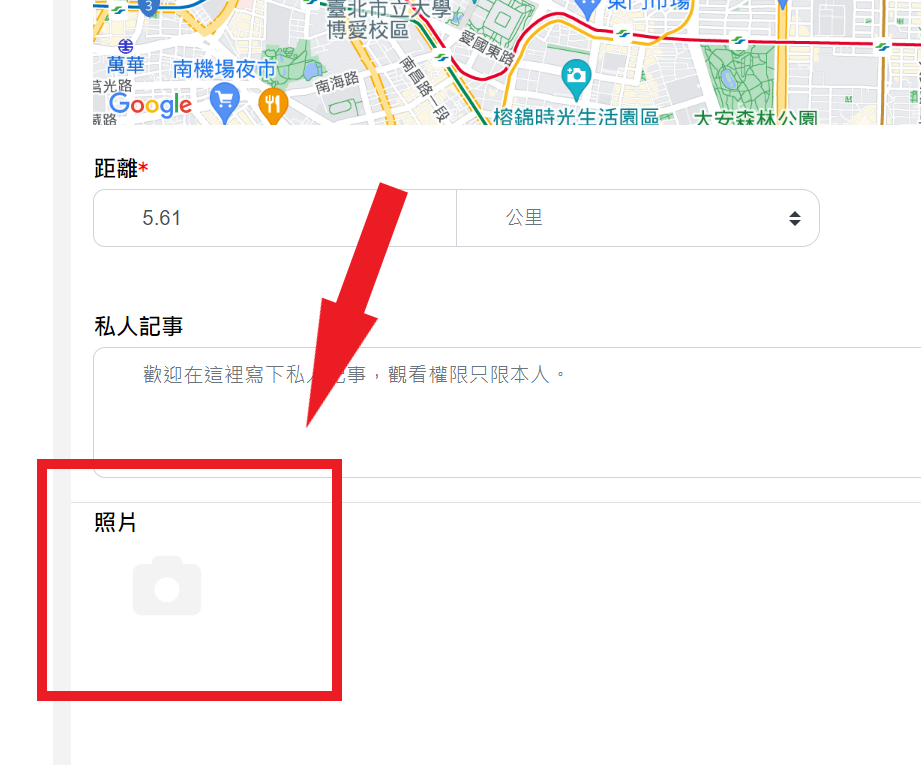 臺北市立大學
東門市場
3
博愛校區
愛國東路
萬華
南機場夜市
南海路
南昌路一段
莒光路
Google
榕錦時光生活園區
大安森林公園
距離*
5.61
公里
私人記事
歡迎在這裡寫下私人記事，觀看權限只限本人。
照片